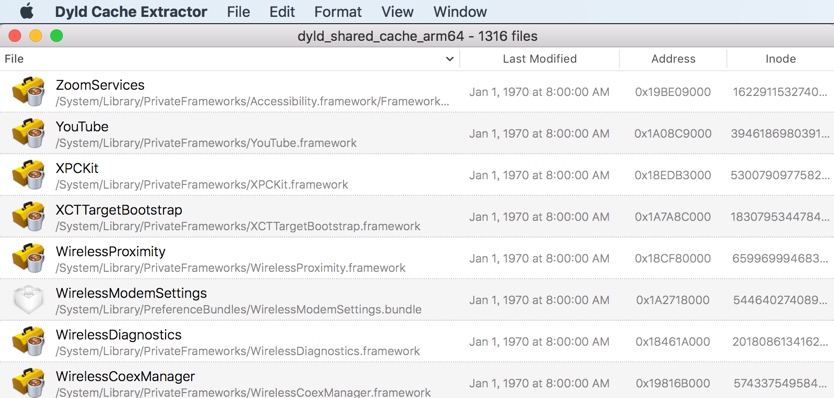 Dyld Cache Extractor File Edit Format View Window
dyld_shared_cache_arm64 - 1316 files
File Last Modified Address Inode
ZoomServices
/System/Library/PrivateFrameworks/Accessibility.framework/Framework... Jan 1, 1970 at 8:00:00 AM 0x19BE09000 1622911532740...
YouTube
/System/Library/PrivateFrameworks/YouTube.framework Jan 1, 1970 at 8:00:00 AM 0x1A08C9000 3946186980391...
XPCKit
/System/Library/PrivateFrameworks/XPCKit.framework Jan 1, 1970 at 8:00:00 AM 0x18EDB3000 5300790977582...
XCTTargetBootstrap
/System/Library/PrivateFrameworks/XCTTargetBootstrap.framework Jan 1, 1970 at 8:00:00 AM 0x1A7A8C000 1830795344784...
WirelessProximity
/System/Library/PrivateFrameworks/WirelessProximity.framework Jan 1, 1970 at 8:00:00 AM 0x18CF80000 659969994683...
WirelessModemSettings
/System/Library/PreferenceBundles/WirelessModemSettings.bundle Jan 1, 1970 at 8:00:00 AM 0x1A2718000 544640274089...
WirelessDiagnostics
/System/Library/PrivateFrameworks/WirelessDiagnostics.framework Jan 1, 1970 at 8:00:00 AM 0x18461A000 2018086134162...
WirelessCoexManager
/System/Library/PrivateFrameworks/WirelessCoexManager.framework Jan 1, 1970 at 8:00:00 AM 0x19816B000 574337549584...